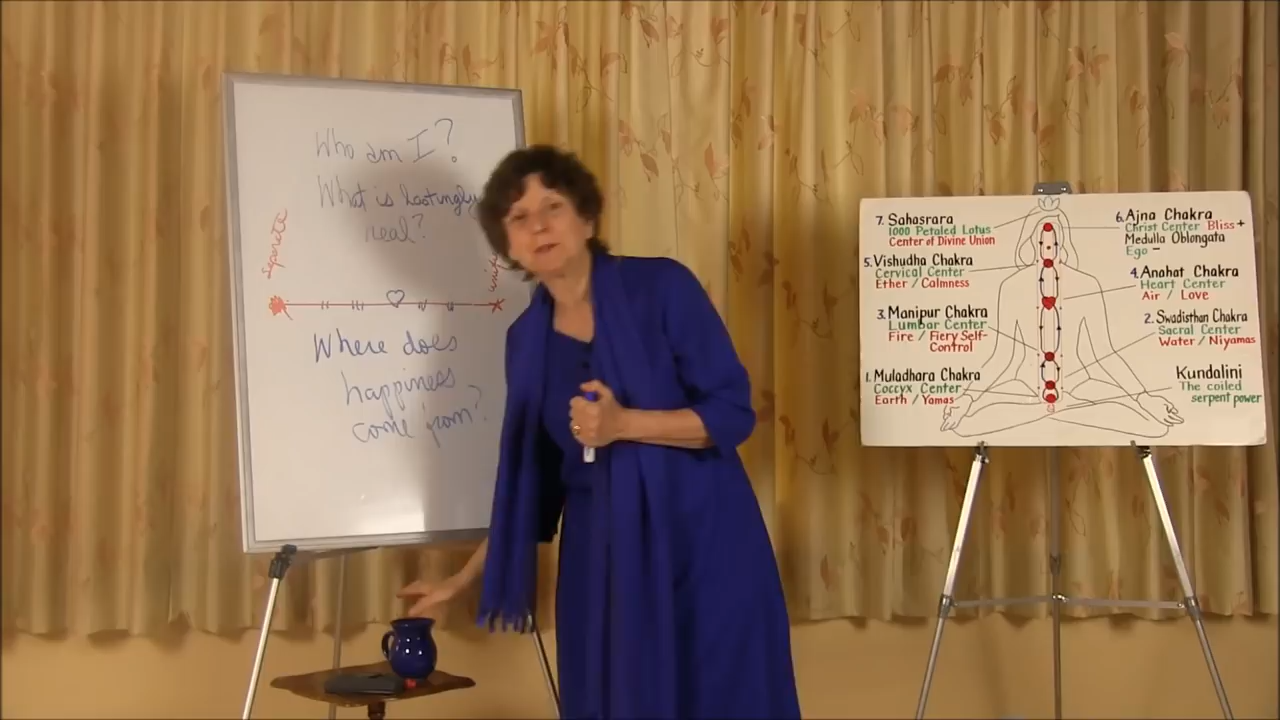 Who am I?
What is lastingly
real?
separate
Where does
happiness
come from?
7. Sahasrara
1000 Petaled Lotus
Center of Divine Union
6. Ajna Chakra
Christ Center Bliss +
Medulla Oblongata
Ego -
5. Vishudha Chakra
Cervical Center
Ether / Calmness
4. Anahat Chakra
Heart Center
Air / Love
3. Manipur Chakra
Lumbar Center
Fire / Fiery Self-
Control
2. Swadisthan Chakra
Sacral Center
Water / Niyamas
1. Muladhara Chakra
Coccyx Center
Earth / Yamas
Kundalini
The coiled
serpent power